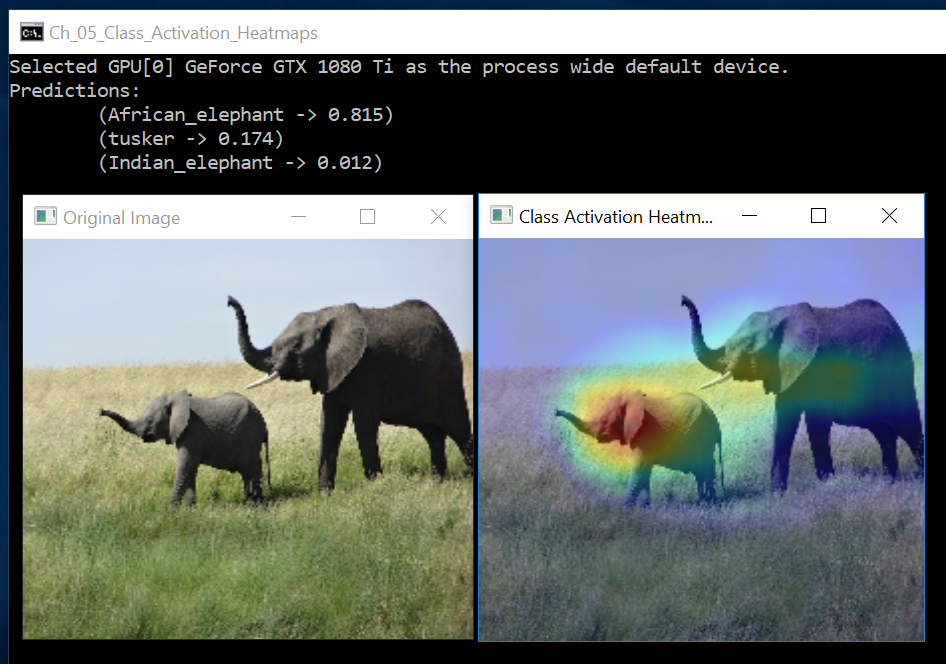 Ch_05_Class_Activation_Heatmaps
Selected GPU[0] GeForce GTX 1080 Ti as the process wide default device.
Predictions:
(African_elephant -> 0.815)
(tusker -> 0.174)
(Indian_elephant -> 0.012)
Original Image
Class Activation Heatm...